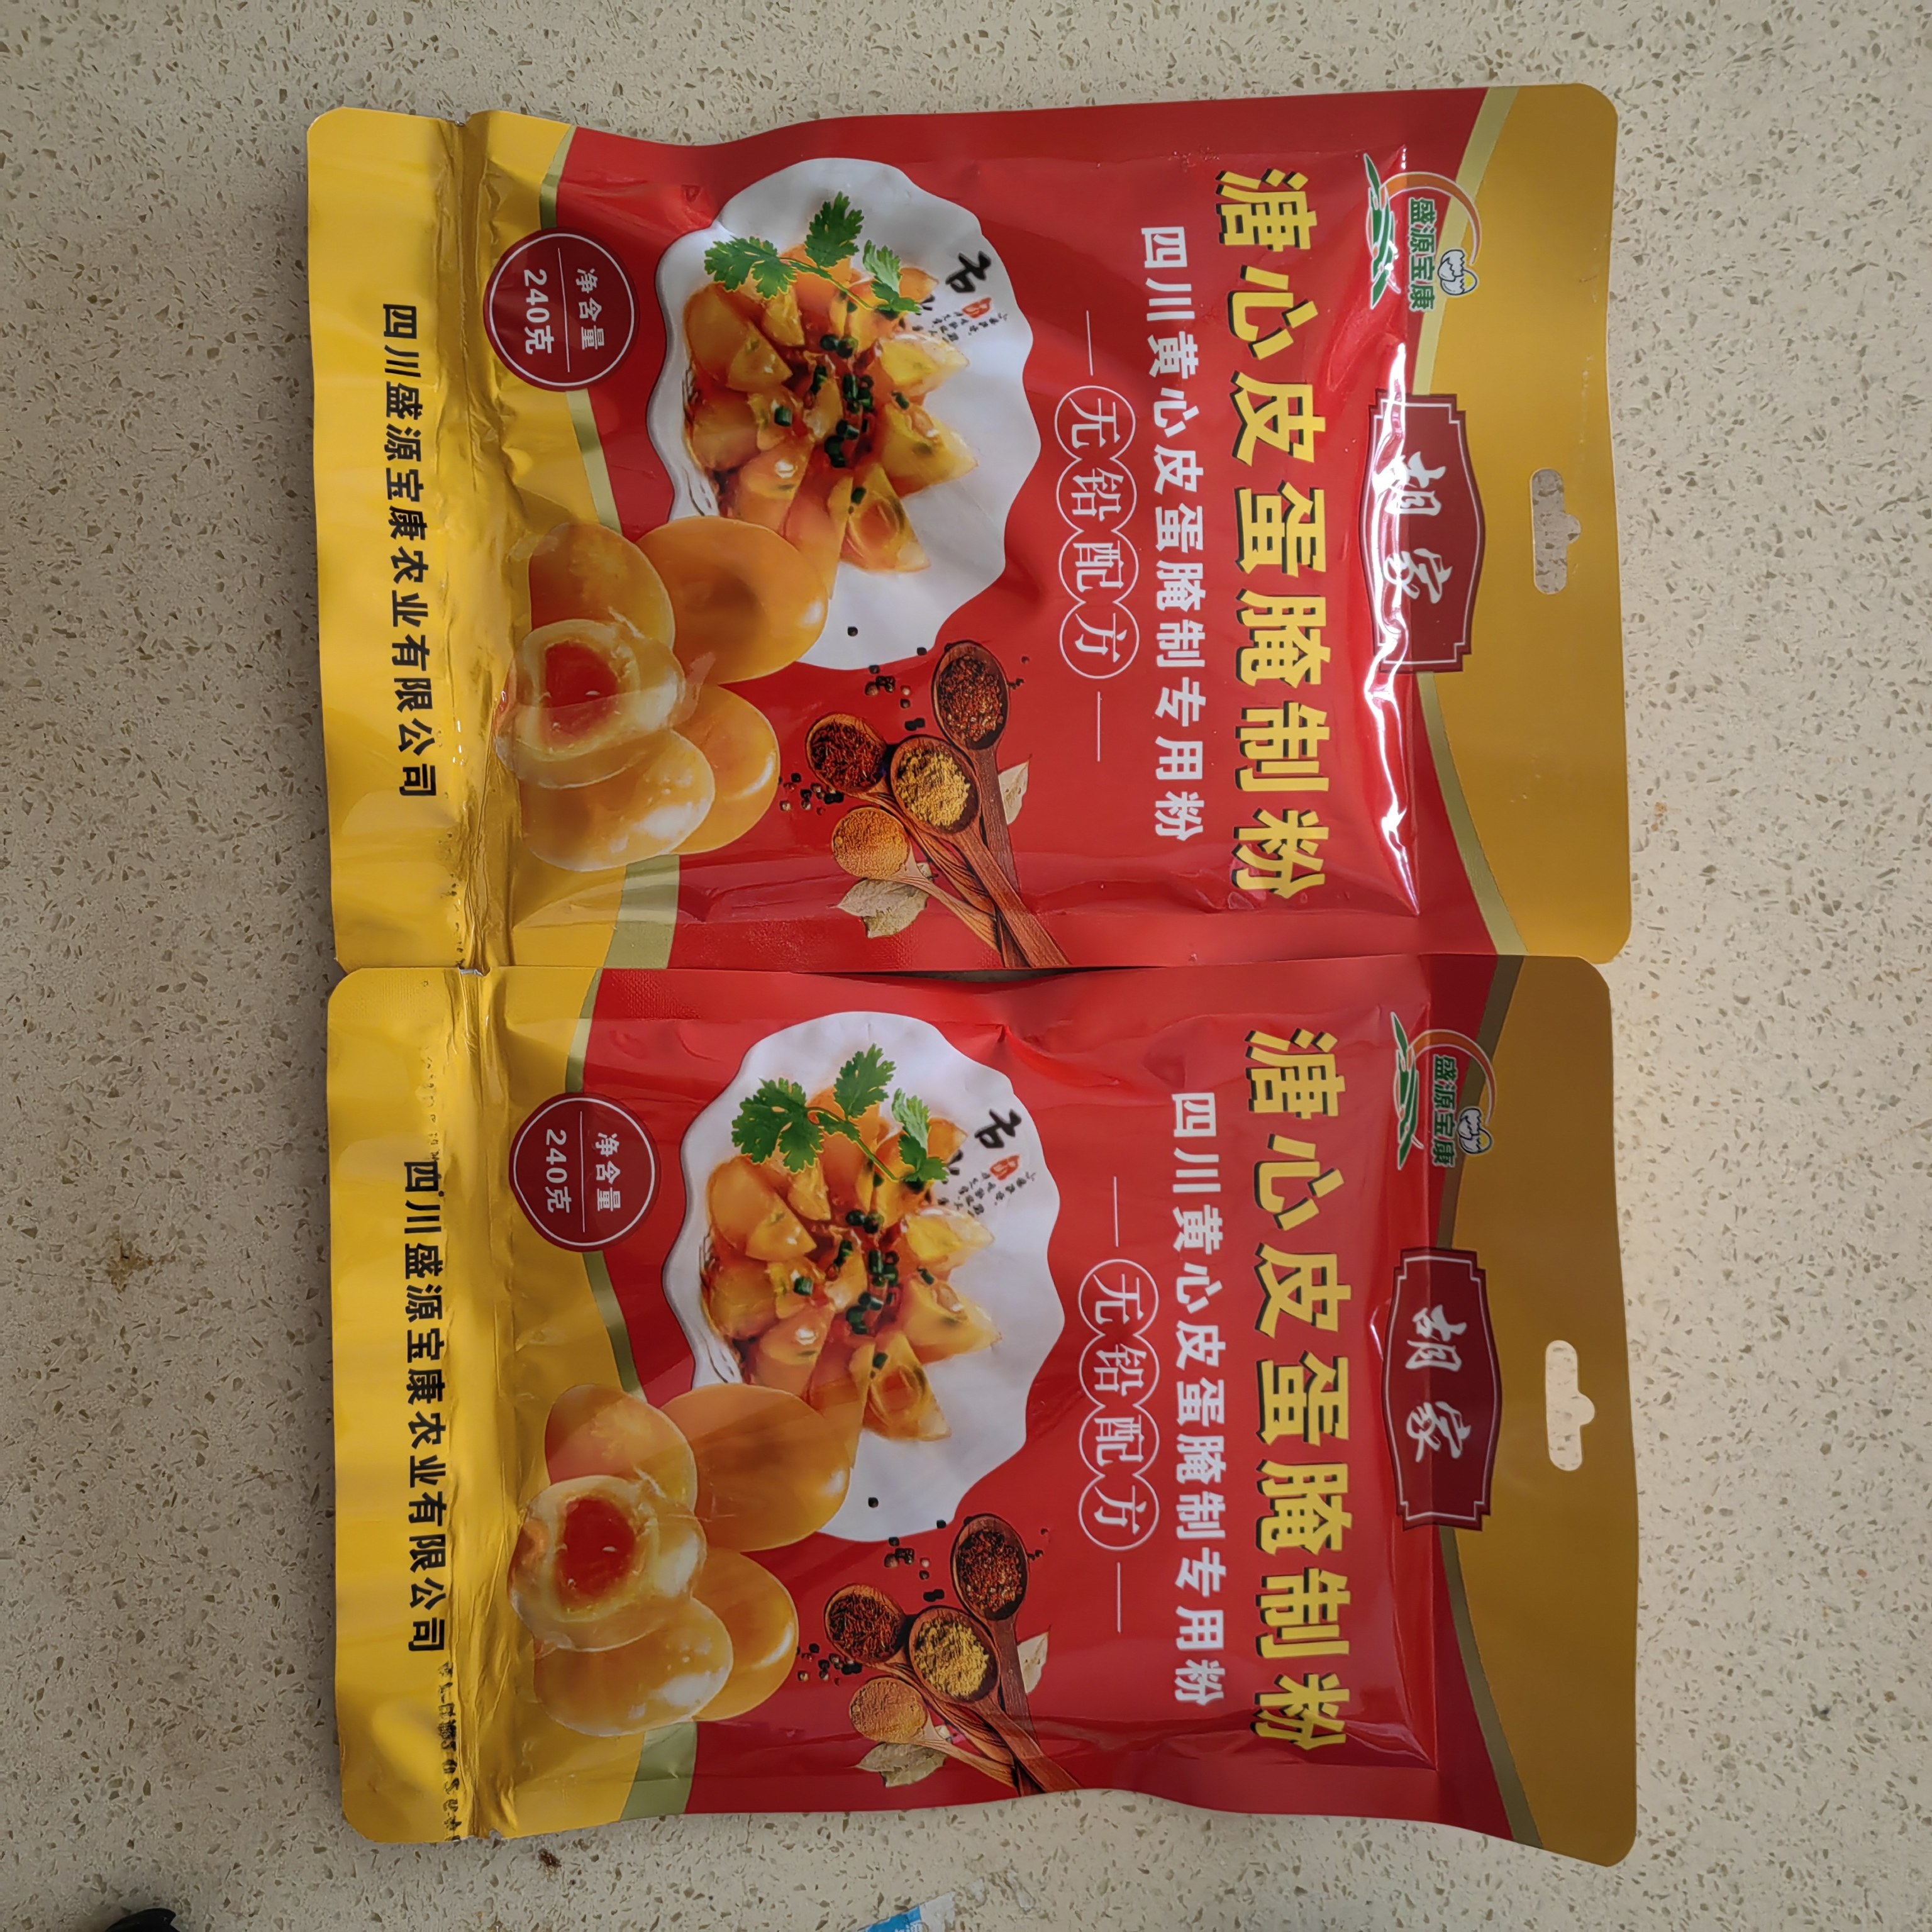 盛源宝康
胡家
溏心皮蛋腌制粉
四川黄心皮蛋腌制专用粉
无铅配方
净含量
240克
四川盛源宝康农业有限公司
盛源宝康
胡家
溏心皮蛋腌制粉
四川黄心皮蛋腌制专用粉
无铅配方
净含量
240克
四川盛源宝康农业有限公司